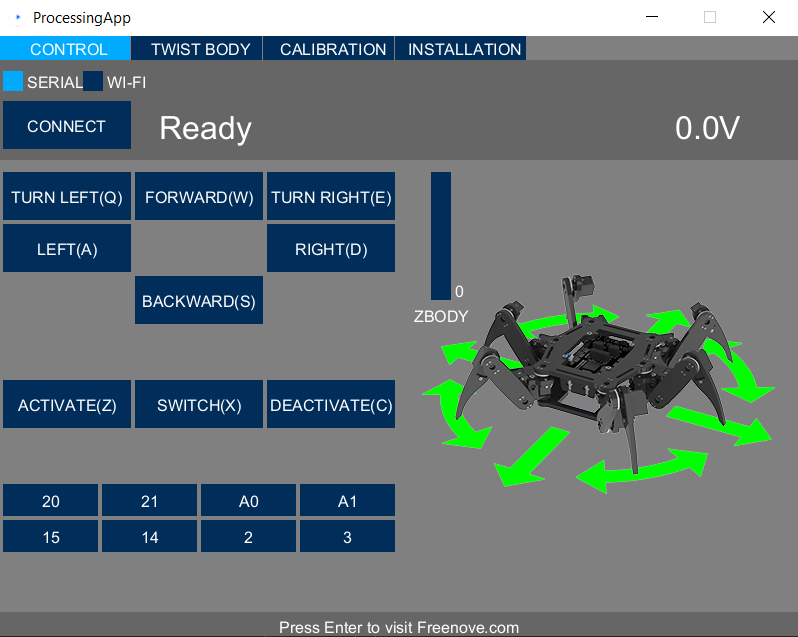 ProcessingApp
CONTROL TWIST BODY CALIBRATION INSTALLATION
SERIAL WI-FI
CONNECT Ready 0.0V
TURN LEFT(Q) FORWARD(W) TURN RIGHT(E)
LEFT(A) RIGHT(D)
0
BACKWARD(S)
ZBODY
ACTIVATE(Z) SWITCH(X) DEACTIVATE(C)
20 21 A0 A1
15 14 2 3
Press Enter to visit Freenove.com